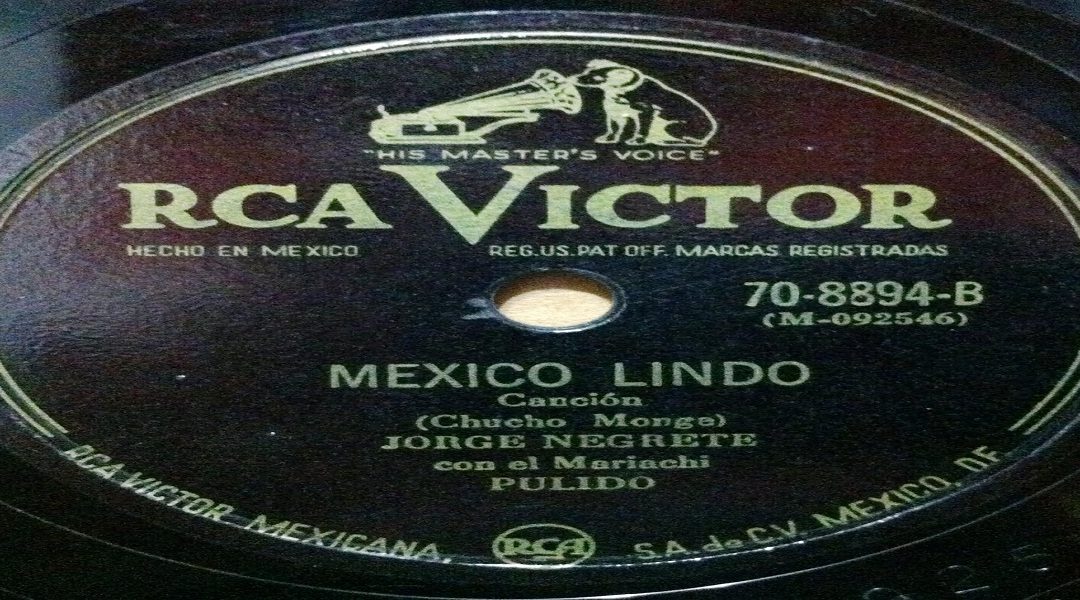 "HIS MASTER'S VOICE"
RCA VICTOR
HECHO EN MEXICO REG.US.PAT OFF. MARCAS REGISTRADAS
70-8894-B
(M-092546)
MEXICO LINDO
Canción
(Chucho Monge)
JORGE NEGRETE
con el Mariachi
PULIDO
RCA VICTOR MEXICANA, RCA S.A. de C.V. MEXICO, D.F.